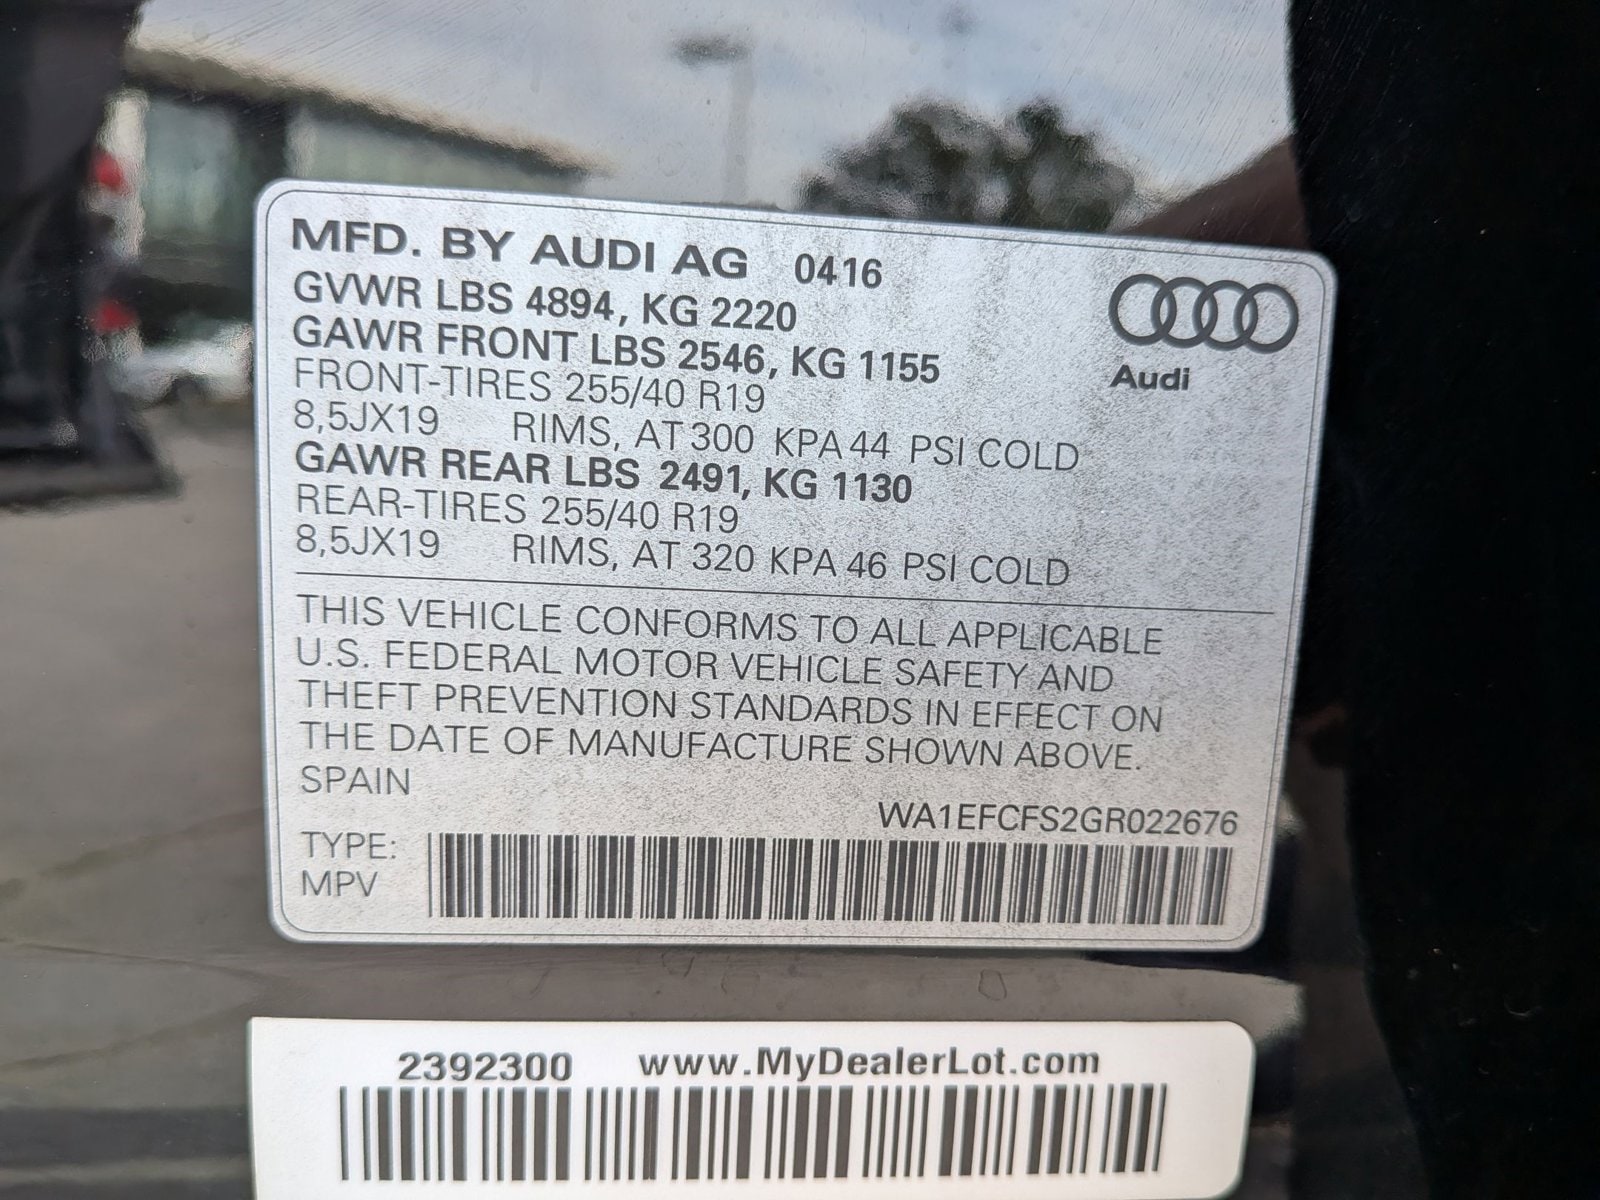 MFD. BY AUDI AG 0416
GVWR LBS 4894, KG 2220
GAWR FRONT LBS 2546, KG 1155
FRONT-TIRES 255/40 R19
8,5JX19 RIMS, AT 300 KPA 44 PSI COLD
GAWR REAR LBS 2491, KG 1130
REAR-TIRES 255/40 R19
8,5JX19 RIMS, AT 320 KPA 46 PSI COLD
Audi
THIS VEHICLE CONFORMS TO ALL APPLICABLE
U.S. FEDERAL MOTOR VEHICLE SAFETY AND
THEFT PREVENTION STANDARDS IN EFFECT ON
THE DATE OF MANUFACTURE SHOWN ABOVE.
SPAIN
WA1EFCFS2GR022676
TYPE:
MPV
2392300 www.MyDealerLot.com